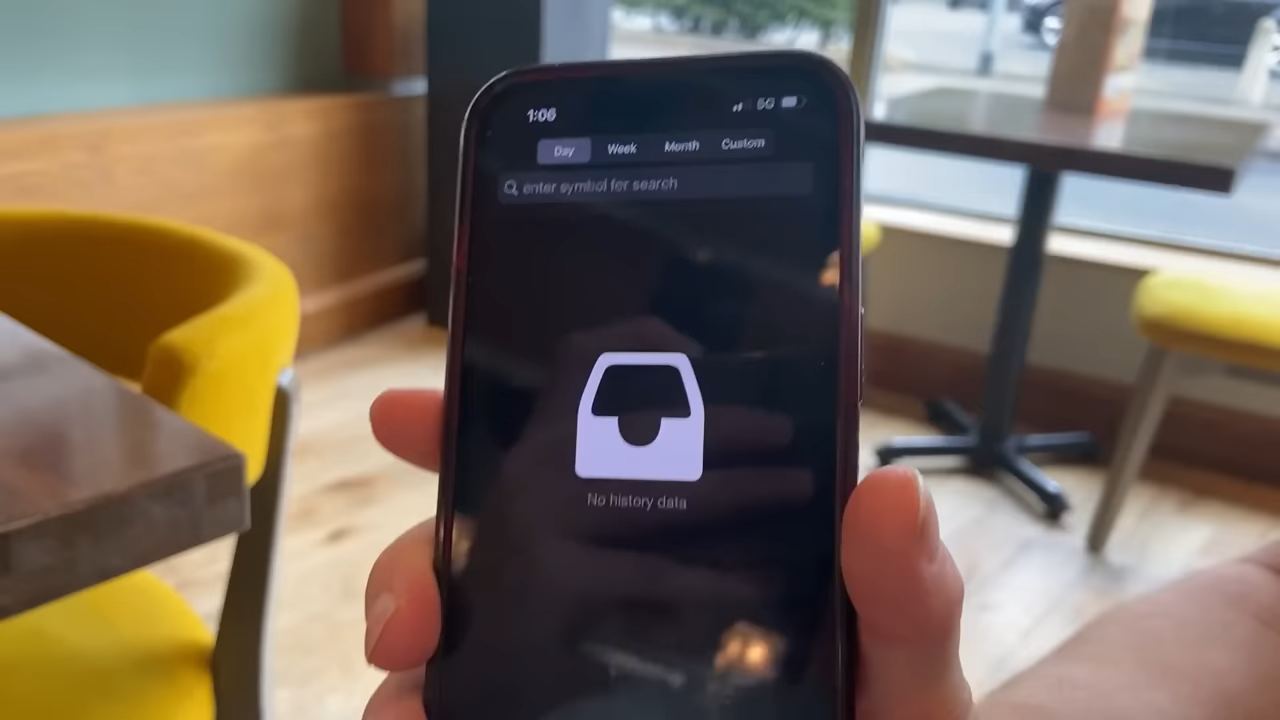 1:06 5G
Day Week Month Custom
enter symbol for search
No history data